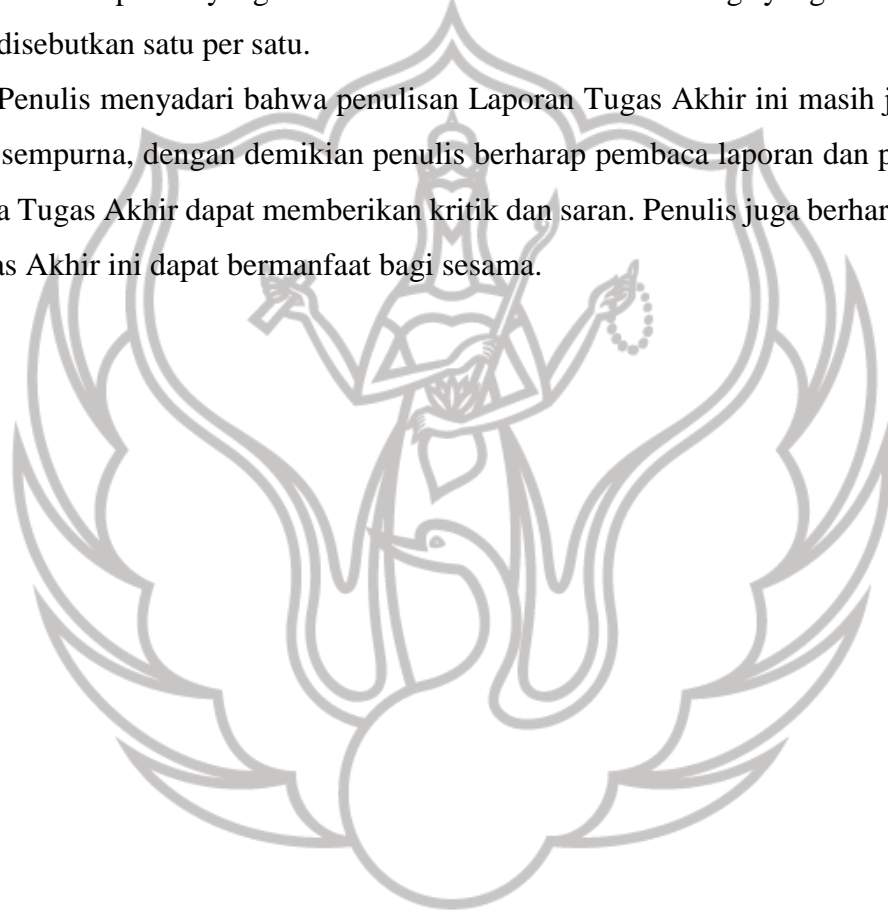 disebutkan satu per satu.
Penulis menyadari bahwa penulisan Laporan Tugas Akhir ini masih
sempurna, dengan demikian penulis berharap pembaca laporan dan
Tugas Akhir dapat memberikan kritik dan saran. Penulis juga
Akhir ini dapat bermanfaat bagi sesama.